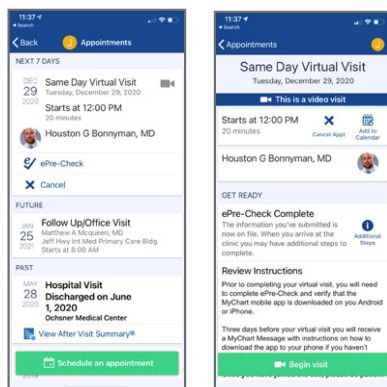 11:37
Search
Back
Appointments
NEXT 7 DAYS
DEC
29
2020
Same Day Virtual Visit
Tuesday, December 29, 2020
Starts at 12:00 PM
20 minutes
Houston G Bonnyman, MD
ePre-Check
Cancel
FUTURE
JAN
25
2021
Follow Up/Office Visit
Matthew A Mcqueen, MD
Jeff Hwy Int Med Primary Care Bldg
Starts at 8:00 AM
PAST
MAY
28
2020
Hospital Visit
Discharged on June
1, 2020
Ochsner Medical Center
View After Visit Summary®
Schedule an appointment
2019
11:37
Search
Appointments
Same Day Virtual Visit
Tuesday, December 29, 2020
This is a video visit
Starts at 12:00 PM
20 minutes
Cancel Appt
Add to
Calendar
Houston G Bonnyman, MD
GET READY
ePre-Check Complete
The information you've submitted is
now on file. When you arrive at the
clinic you may have additional steps to
complete.
Additional
Steps
Review Instructions
Prior to completing your virtual visit, you will need
to complete ePre-Check and verify that the
MyChart mobile app is downloaded on you Android
or iPhone.
Three days before your virtual visit you will receive
a MyChart Message with instructions on how to
download the app to your phone if you haven't
Begin visit